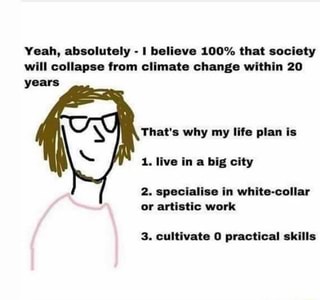 Yeah, absolutely - I believe 100% that society
will collapse from climate change within 20
years
That's why my life plan is
1. live in a big city
2. specialise in white-collar
or artistic work
3. cultivate 0 practical skills